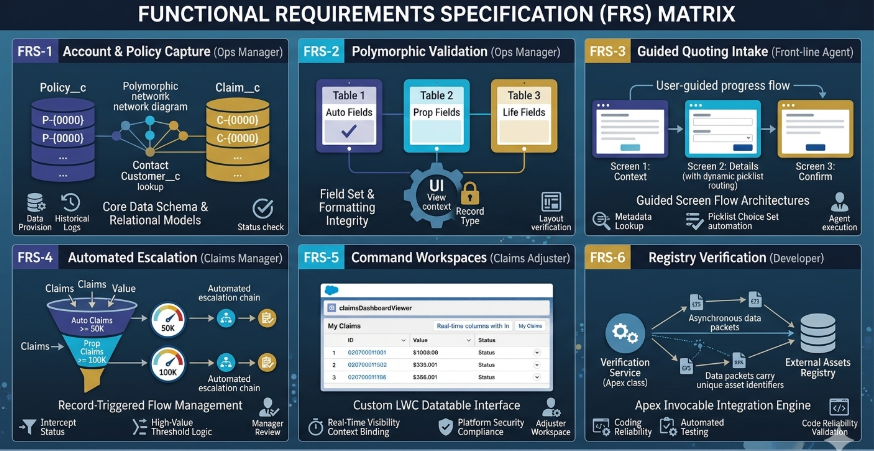 FUNCTIONAL REQUIREMENTS SPECIFICATION (FRS) MATRIX
FRS-1 Account & Policy Capture (Ops Manager)
Policy__c
Polymorphic
network
network diagram
Claim__c
P-{0000}
P-{0000}
...
...
C-{0000}
C-{0000}
...
...
Contact
Customer__c
lookup
Core Data Schema &
Relational Models
Data
Provision
Historical
Logs
Status check
FRS-2 Polymorphic Validation (Ops Manager)
Table 1
Auto Fields
Table 2
Prop Fields
Table 3
Life Fields
UI
View
context
Record
Type
Field Set &
Formatting
Integrity
Layout
verification
FRS-3 Guided Quoting Intake (Front-line Agent)
User-guided progress flow
Screen 1:
Context
Screen 2: Details
(with dynamic picklist
routing)
Screen 3:
Confirm
Guided Screen Flow Architectures
Metadata
Lookup
Picklist Choice Set
automation
Agent
execution
FRS-4 Automated Escalation (Claims Manager)
Claims
Claims
Value
Auto Claims
>= 50K
Claims
Prop
Claims
>= 100K
50K
100K
Automated
escalation chain
Automated
escalation chain
Record-Triggered Flow Management
Intercept
Status
High-Value
Threshold Logic
Manager
Review
FRS-5 Command Workspaces (Claims Adjuster)
claimsDashboardViewer
My Claims
Real-time columns with In
My Claims
ID Value Status
1 020700011001 Status
2 Status
3 Status
Custom LWC Datatable Interface
Real-Time Visibility
Context Binding
Platform Security
Compliance
Adjuster
Workspace
FRS-6 Registry Verification (Developer)
Asynchronous data
packets
Verification
Service
(Apex class)
Data packets carry
unique asset identifiers
External Assets
Registry
Apex Invocable Integration Engine
Coding
Reliability
Automated
Testing
Code Reliability
Validation